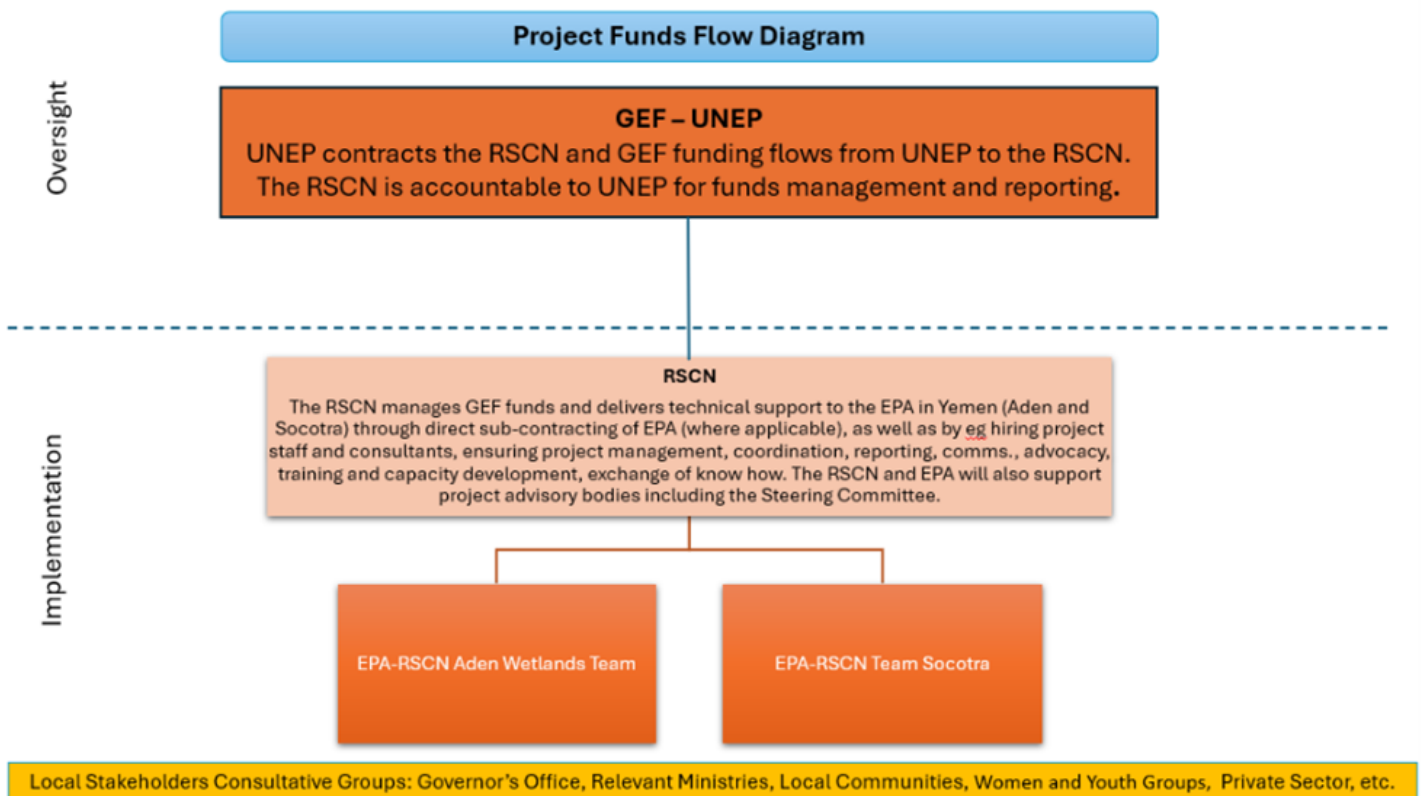 Project Funds Flow Diagram
Oversight
GEF – UNEP
UNEP contracts the RSCN and GEF funding flows from UNEP to the RSCN.
The RSCN is accountable to UNEP for funds management and reporting.
Implementation
RSCN
The RSCN manages GEF funds and delivers technical support to the EPA in Yemen (Aden and
Socotra) through direct sub-contracting of EPA (where applicable), as well as by eg hiring project
staff and consultants, ensuring project management, coordination, reporting, comms., advocacy,
training and capacity development, exchange of know how. The RSCN and EPA will also support
project advisory bodies including the Steering Committee.
EPA-RSCN Aden Wetlands Team
EPA-RSCN Team Socotra
Local Stakeholders Consultative Groups: Governor's Office, Relevant Ministries, Local Communities, Women and Youth Groups, Private Sector, etc.